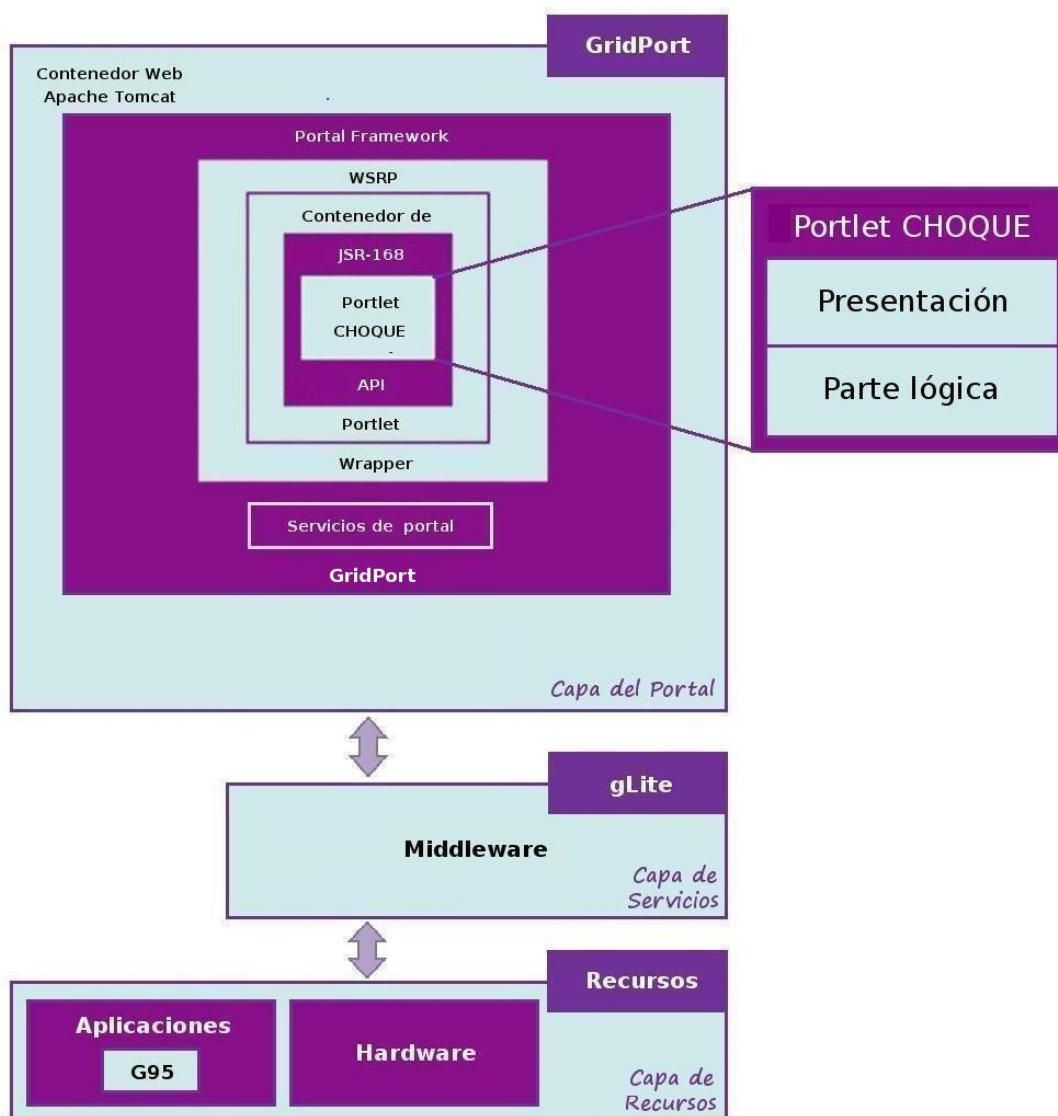 GridPort
Contenedor Web
Apache Tomcat
Portal Framework
WSRP
Contenedor de
JSR-168
Portlet
CHOQUE
API
Portlet
Wrapper
Servicios de portal
GridPort
Capa del Portal
Portlet CHOQUE
Presentación
Parte lógica
gLite
Middleware
Capa de
Servicios
Recursos
Aplicaciones
G95
Hardware
Capa de
Recursos